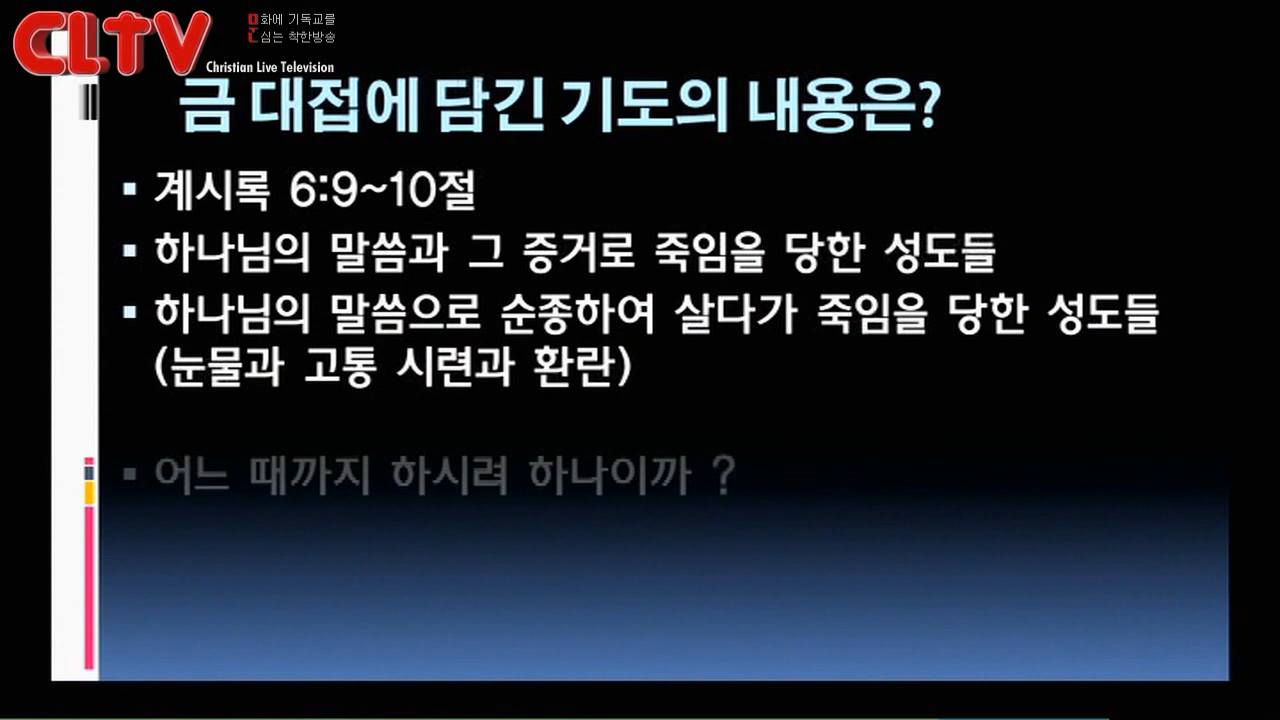 CLTV
문화에 기독교를
심는 착한방송
Christian Live Television
금 대접에 담긴 기도의 내용은?
▪ 계시록 6:9~10절
▪ 하나님의 말씀과 그 증거로 죽임을 당한 성도들
▪ 하나님의 말씀으로 순종하여 살다가 죽임을 당한 성도들
(눈물과 고통 시련과 환란)
▪ 어느 때까지 하시려 하나이까 ?